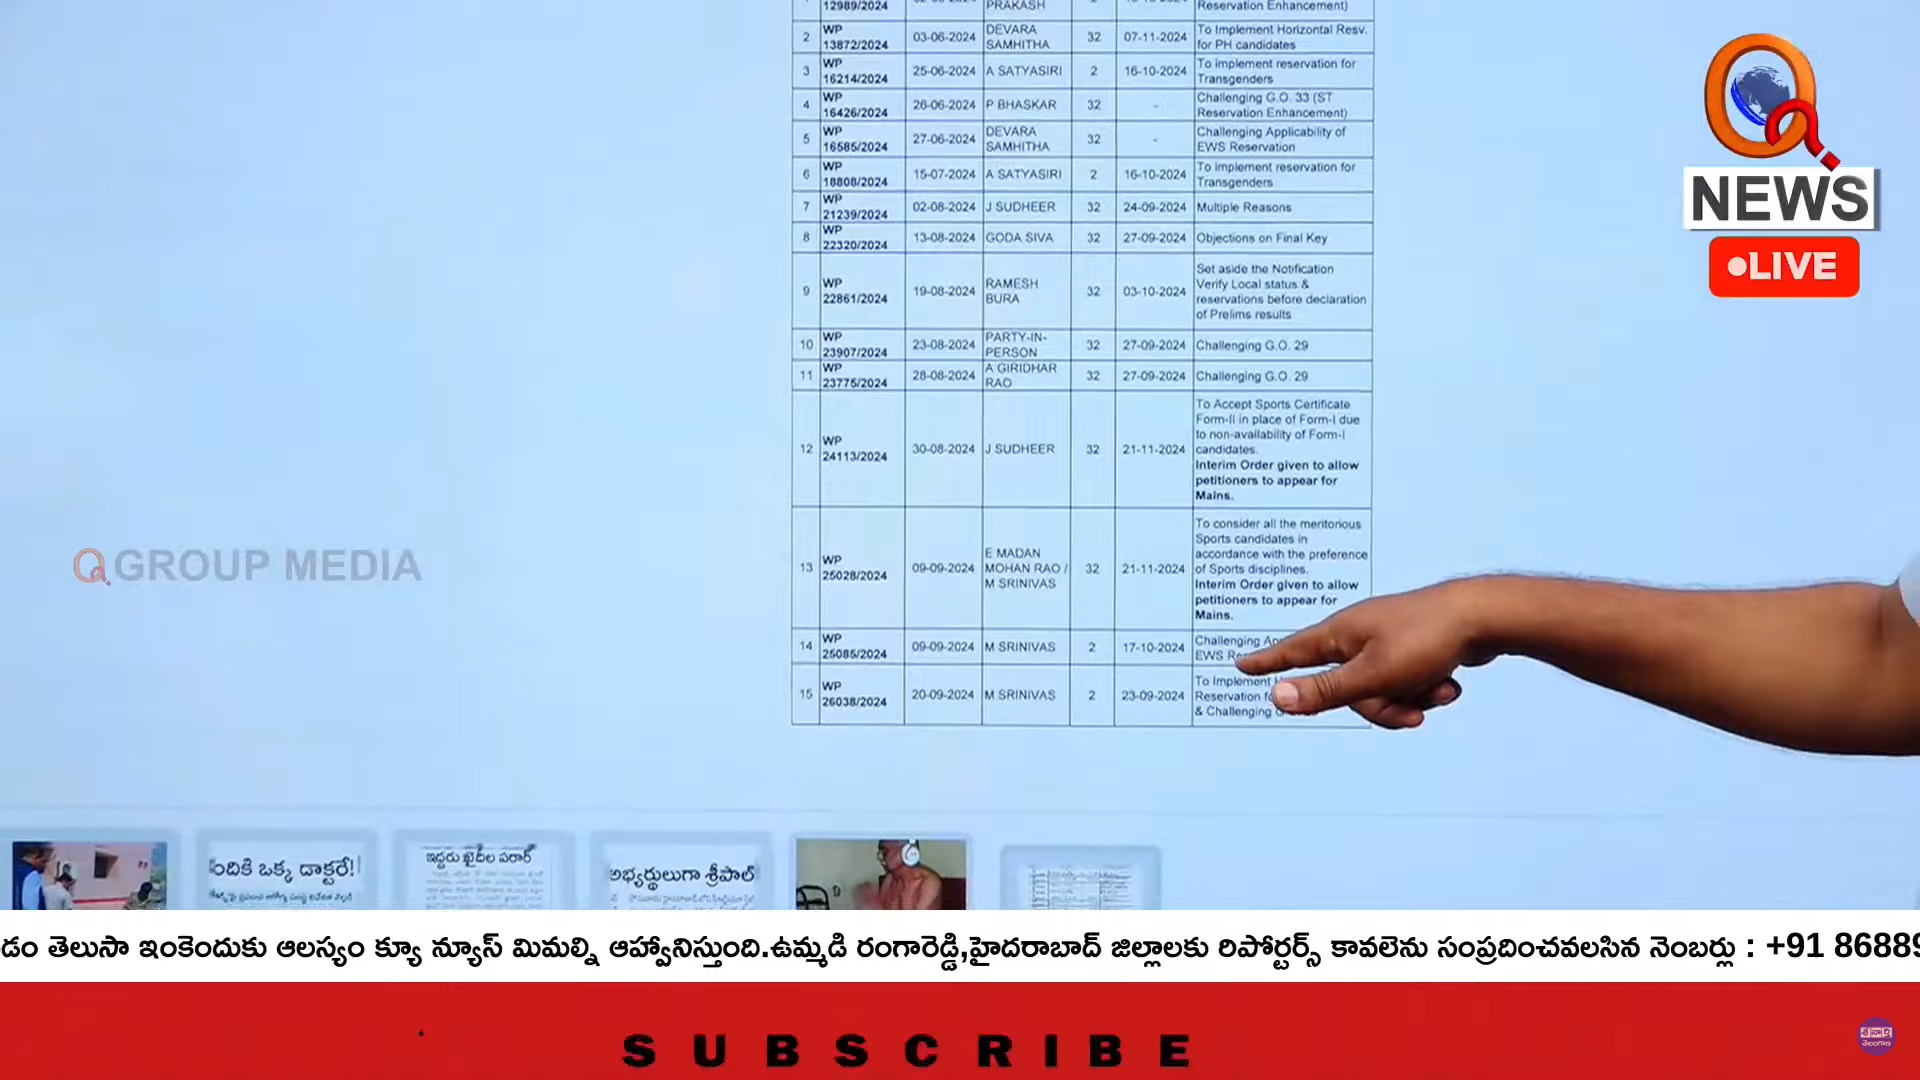 12989/2024 PRAKASH Reservation Enhancement)
2 WP 13872/2024 03-06-2024 DEVARA SAMHITHA 32 07-11-2024 To Implement Horizontal Resv. for PH candidates
3 WP 16214/2024 25-06-2024 A SATYASIRI 2 16-10-2024 To implement reservation for Transgenders
4 WP 16426/2024 26-06-2024 P BHASKAR 32 - Challenging G.O. 33 (ST Reservation Enhancement)
5 WP 16585/2024 27-06-2024 DEVARA SAMHITHA 32 - Challenging Applicability of EWS Reservation
6 WP 18808/2024 15-07-2024 A SATYASIRI 2 16-10-2024 To implement reservation for Transgenders
7 WP 21239/2024 02-08-2024 J SUDHEER 32 24-09-2024 Multiple Reasons
8 WP 22320/2024 13-08-2024 GODA SIVA 32 27-09-2024 Objections on Final Key
9 WP 22861/2024 19-08-2024 RAMESH BURA 32 03-10-2024 Set aside the Notification Verify Local status & reservations before declaration of Prelims results
10 WP 23907/2024 23-08-2024 PARTY-IN-PERSON 32 27-09-2024 Challenging G.O. 29
11 WP 23775/2024 28-08-2024 A GIRIDHAR RAO 32 27-09-2024 Challenging G.O. 29
12 WP 24113/2024 30-08-2024 J SUDHEER 32 21-11-2024 To Accept Sports Certificate Form-II in place of Form-I due to non-availability of Form-I candidates. Interim Order given to allow petitioners to appear for Mains.
13 WP 25028/2024 09-09-2024 E MADAN MOHAN RAO / M SRINIVAS 32 21-11-2024 To consider all the meritorious Sports candidates in accordance with the preference of Sports disciplines. Interim Order given to allow petitioners to appear for Mains.
14 WP 25085/2024 09-09-2024 M SRINIVAS 2 17-10-2024 Challenging EWS
15 WP 26038/2024 20-09-2024 M SRINIVAS 2 23-09-2024 To Implement Reservation & Challenging
Q NEWS
LIVE
Q GROUP MEDIA
ందికి ఒక్క డాక్టరే!
ఇద్దరు ఖైదీల పరార్
అభ్యర్థులుగా శ్రీపాల్
డం తెలుసా ఇంకెందుకు ఆలస్యం క్యూ న్యూస్ మిమల్ని ఆహ్వానిస్తుంది.ఉమ్మడి రంగారెడ్డి,హైదరాబాద్ జిల్లాలకు రిపోర్టర్స్ కావలెను సంప్రదించవలసిన నెంబర్లు : +91 86889
SUBSCRIBE
తెలంగాణ